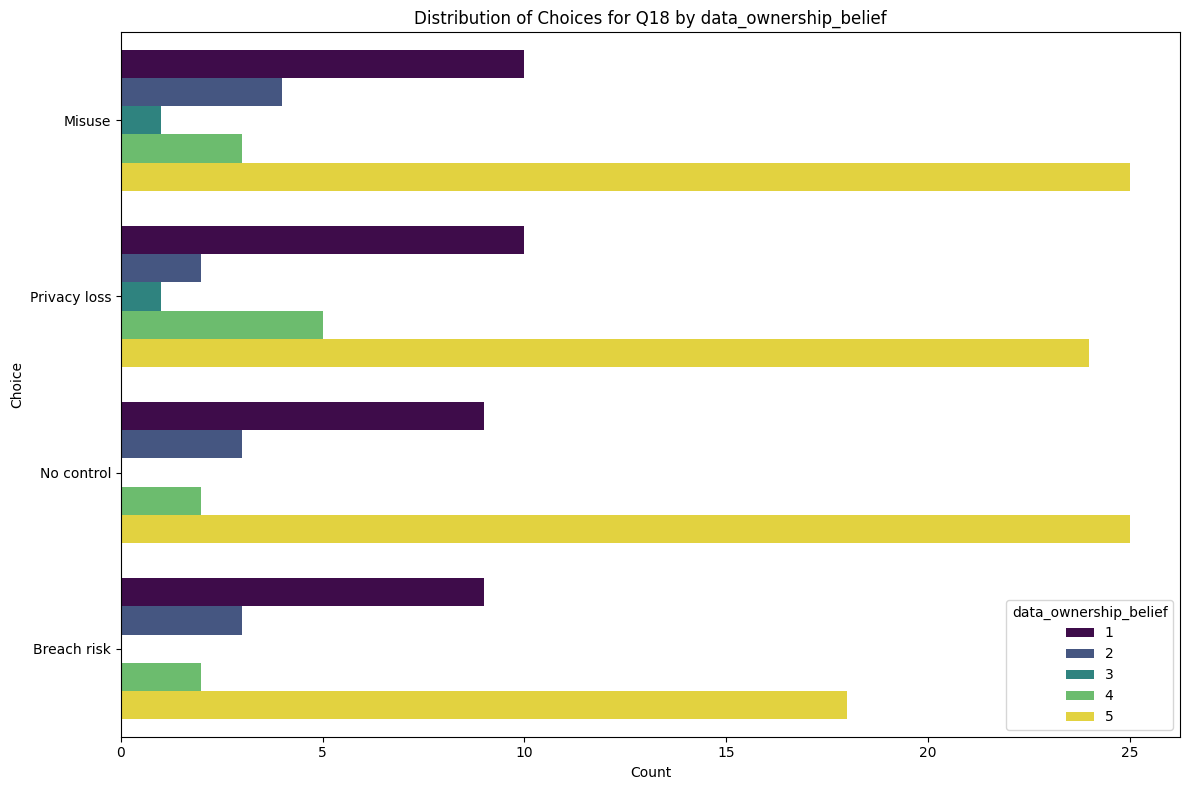 Distribution of Choices for Q18 by data_ownership_belief
Choice
Misuse
Privacy loss
No control
Breach risk
data_ownership_belief
1
2
3
4
5
0 5 10 15 20 25
Count